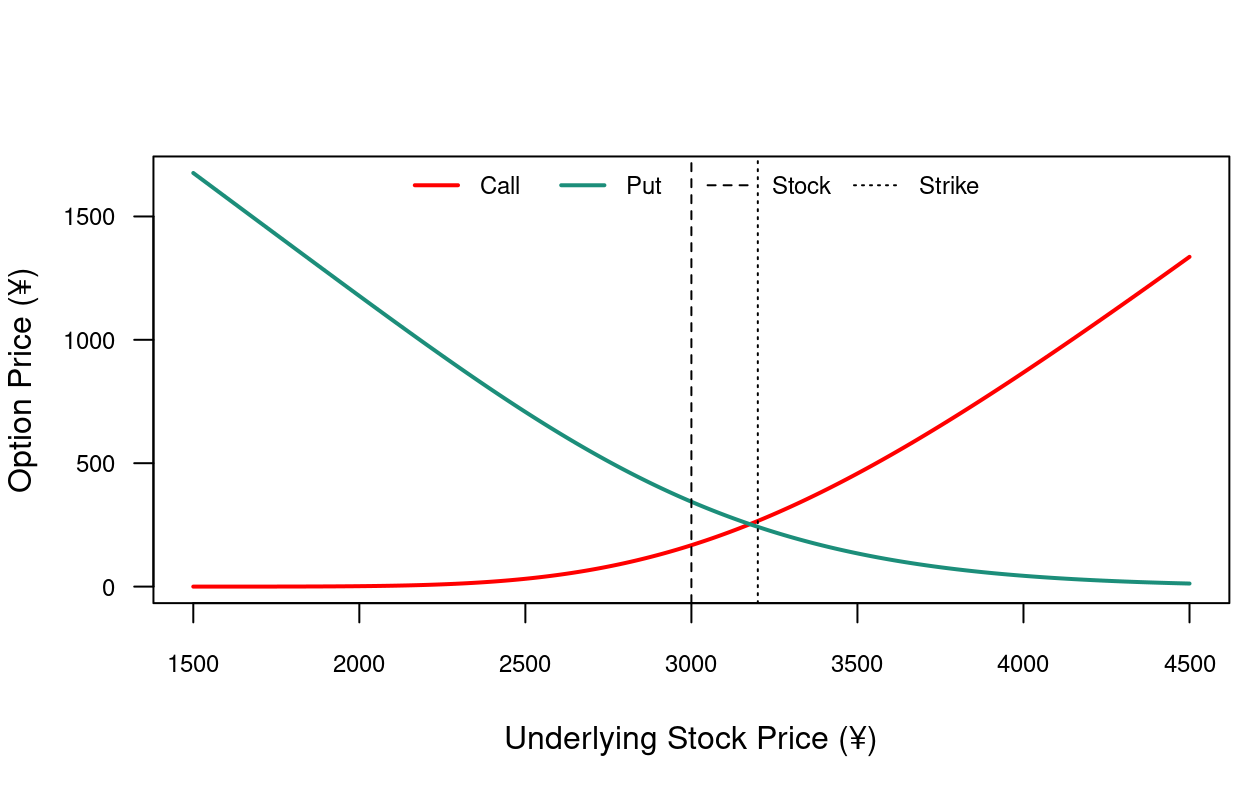 Call Put Stock Strike
Option Price (¥)
1500
1000
500
0
1500 2000 2500 3000 3500 4000 4500
Underlying Stock Price (¥)